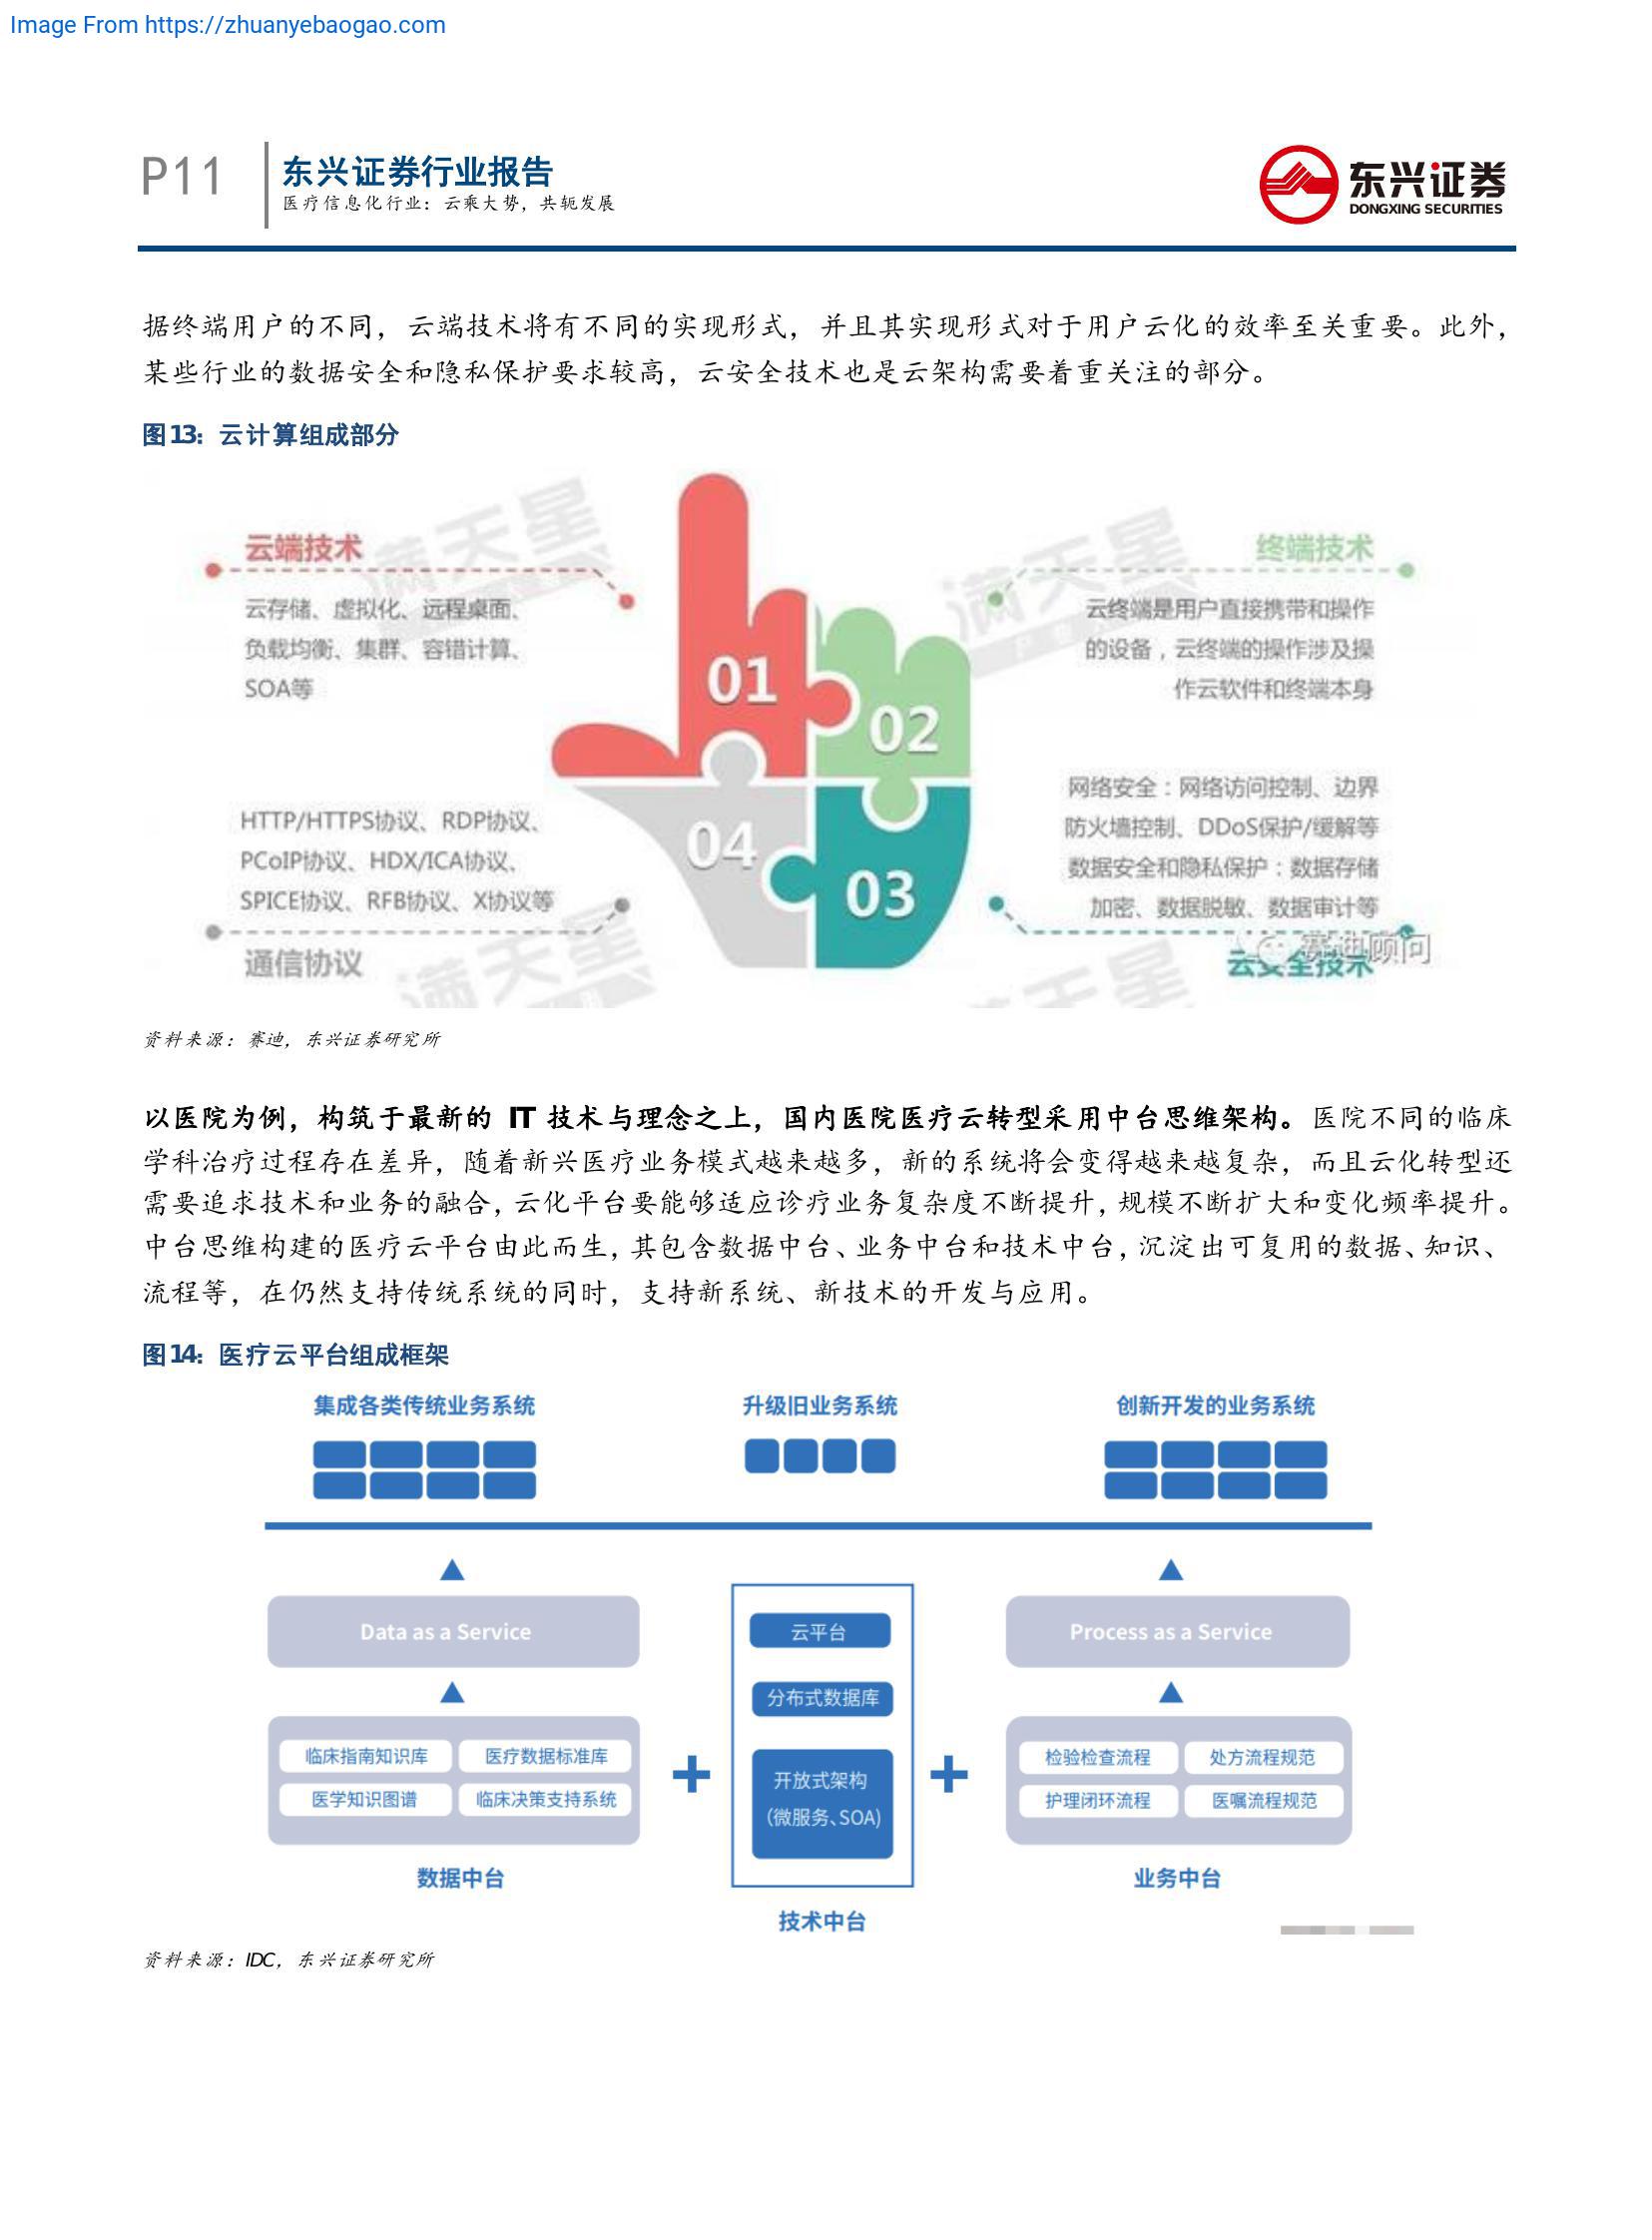 Image From https://zhuanyebaogao.com
P11
东兴证券行业报告
医疗信息化行业：云乘大势，共轭发展
东兴证券
DONGXING SECURITIES
据终端用户的不同，云端技术将有不同的实现形式，并且其实现形式对于用户云化的效率至关重要。此外，
某些行业的数据安全和隐私保护要求较高，云安全技术也是云架构需要着重关注的部分。
图13：云计算组成部分
云端技术
云存储、虚拟化、远程桌面、
负载均衡、集群、容错计算、
SOA等
终端技术
云终端是用户直接携带和操作
的设备，云终端的操作涉及操
作云软件和终端本身
01
02
03
04
HTTP/HTTPS协议、RDP协议、
PCoIP协议、HDX/ICA协议、
SPICE协议、RFB协议、X协议等
通信协议
网络安全：网络访问控制、边界
防火墙控制、DDoS保护/缓解等
数据安全和隐私保护：数据存储
加密、数据脱敏、数据审计等
云安全技术
赛迪顾问
满天星
满天星
满天星
资料来源：赛迪，东兴证券研究所
以医院为例，构筑于最新的 IT 技术与理念之上，国内医院医疗云转型采用中台思维架构。医院不同的临床
学科治疗过程存在差异，随着新兴医疗业务模式越来越多，新的系统将会变得越来越复杂，而且云化转型还
需要追求技术和业务的融合，云化平台要能够适应诊疗业务复杂度不断提升，规模不断扩大和变化频率提升。
中台思维构建的医疗云平台由此而生，其包含数据中台、业务中台和技术中台，沉淀出可复用的数据、知识、
流程等，在仍然支持传统系统的同时，支持新系统、新技术的开发与应用。
图14：医疗云平台组成框架
集成各类传统业务系统
升级旧业务系统
创新开发的业务系统
Data as a Service
云平台
Process as a Service
分布式数据库
临床指南知识库
医疗数据标准库
医学知识图谱
临床决策支持系统
开放式架构
(微服务、SOA)
检验检查流程
处方流程规范
护理闭环流程
医嘱流程规范
数据中台
业务中台
技术中台
资料来源：IDC，东兴证券研究所